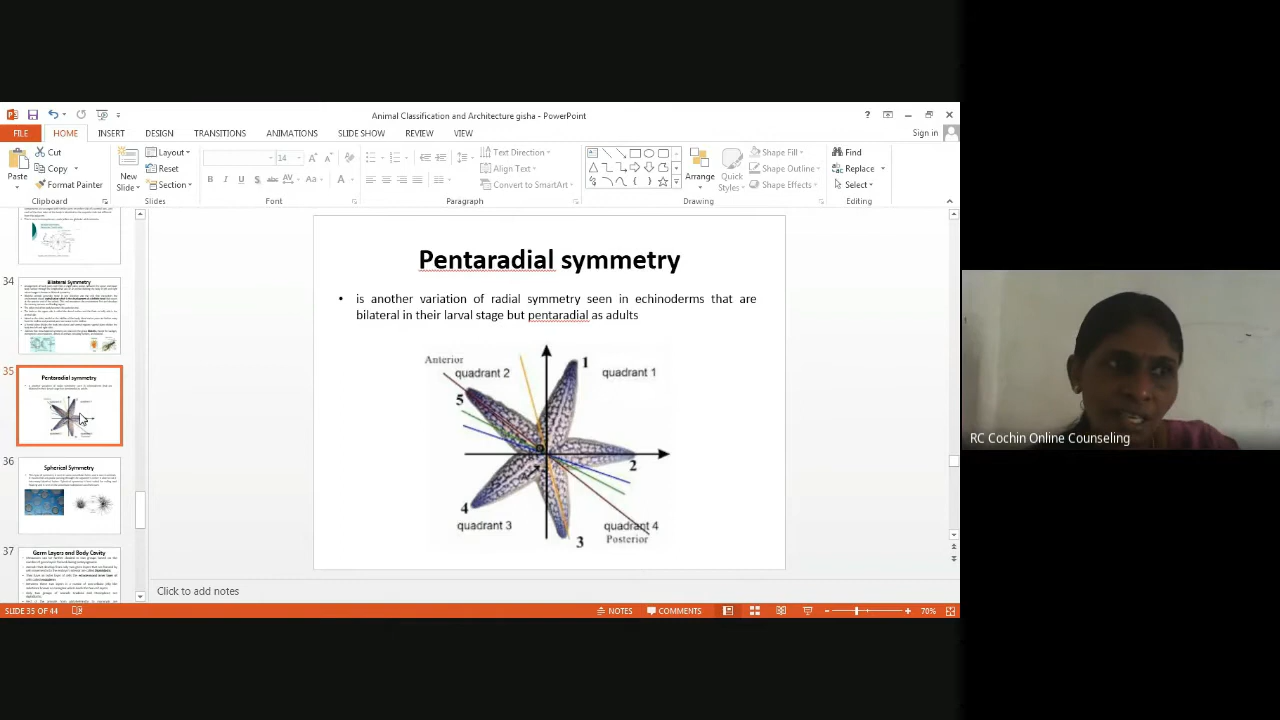 Animal Classification and Architecture gisha - PowerPoint
FILE HOME INSERT DESIGN TRANSITIONS ANIMATIONS SLIDE SHOW REVIEW VIEW Sign in
Paste
Cut
Copy
Format Painter
Clipboard
New Slide
Layout
Reset
Section
Slides
14
B I U S abc AV Aa A
Font
Paragraph
Text Direction
Align Text
Convert to SmartArt
Arrange
Quick Styles
Shape Fill
Shape Outline
Shape Effects
Drawing
Find
Replace
Select
Editing
34
Bilateral Symmetry
35
Pentaradial symmetry
36
Spherical Symmetry
37
Germ Layers and Body Cavity
Pentaradial symmetry
• is another variation of radial symmetry seen in echinoderms that are
bilateral in their larval stage but pentaradial as adults
Anterior
quadrant 2
1
quadrant 1
5
2
4
quadrant 3
quadrant 4
Posterior
3
Click to add notes
SLIDE 35 OF 44
NOTES COMMENTS 70%
RC Cochin Online Counseling